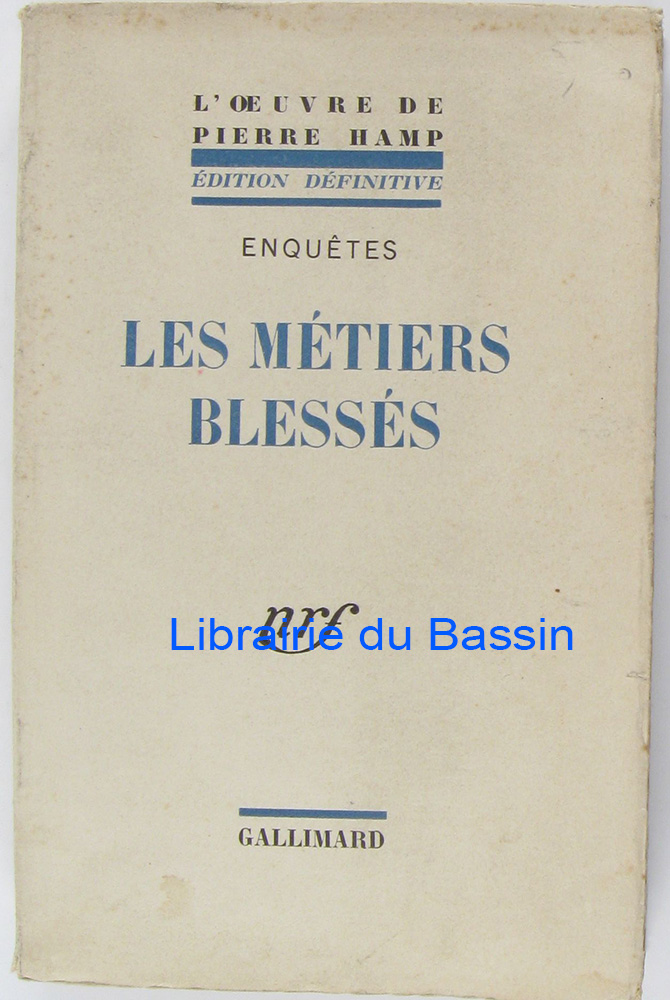 L'ŒUVRE DE
PIERRE HAMP
ÉDITION DÉFINITIVE
ENQUÊTES
LES MÉTIERS
BLESSÉS
nrf
Librairie du Bassin
GALLIMARD